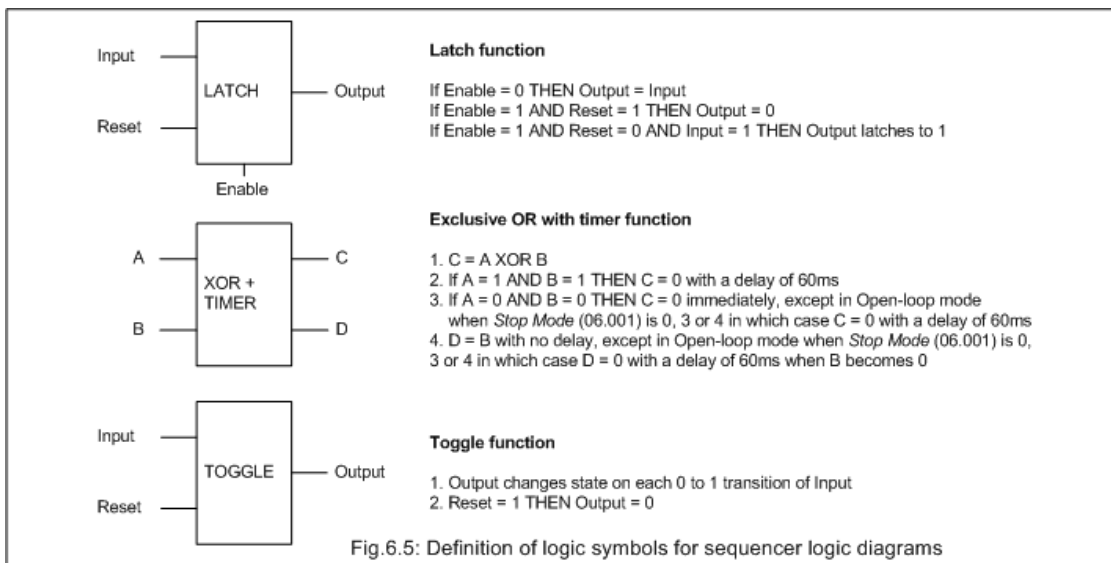 Input
LATCH
Output
Reset
Enable
Latch function
If Enable = 0 THEN Output = Input
If Enable = 1 AND Reset = 1 THEN Output = 0
If Enable = 1 AND Reset = 0 AND Input = 1 THEN Output latches to 1
A
XOR +
TIMER
C
B
D
Exclusive OR with timer function
1. C = A XOR B
2. If A = 1 AND B = 1 THEN C = 0 with a delay of 60ms
3. If A = 0 AND B = 0 THEN C = 0 immediately, except in Open-loop mode
when Stop Mode (06.001) is 0, 3 or 4 in which case C = 0 with a delay of 60ms
4. D = B with no delay, except in Open-loop mode when Stop Mode (06.001) is 0,
3 or 4 in which case D = 0 with a delay of 60ms when B becomes 0
Input
TOGGLE
Output
Reset
Toggle function
1. Output changes state on each 0 to 1 transition of Input
2. Reset = 1 THEN Output = 0
Fig.6.5: Definition of logic symbols for sequencer logic diagrams